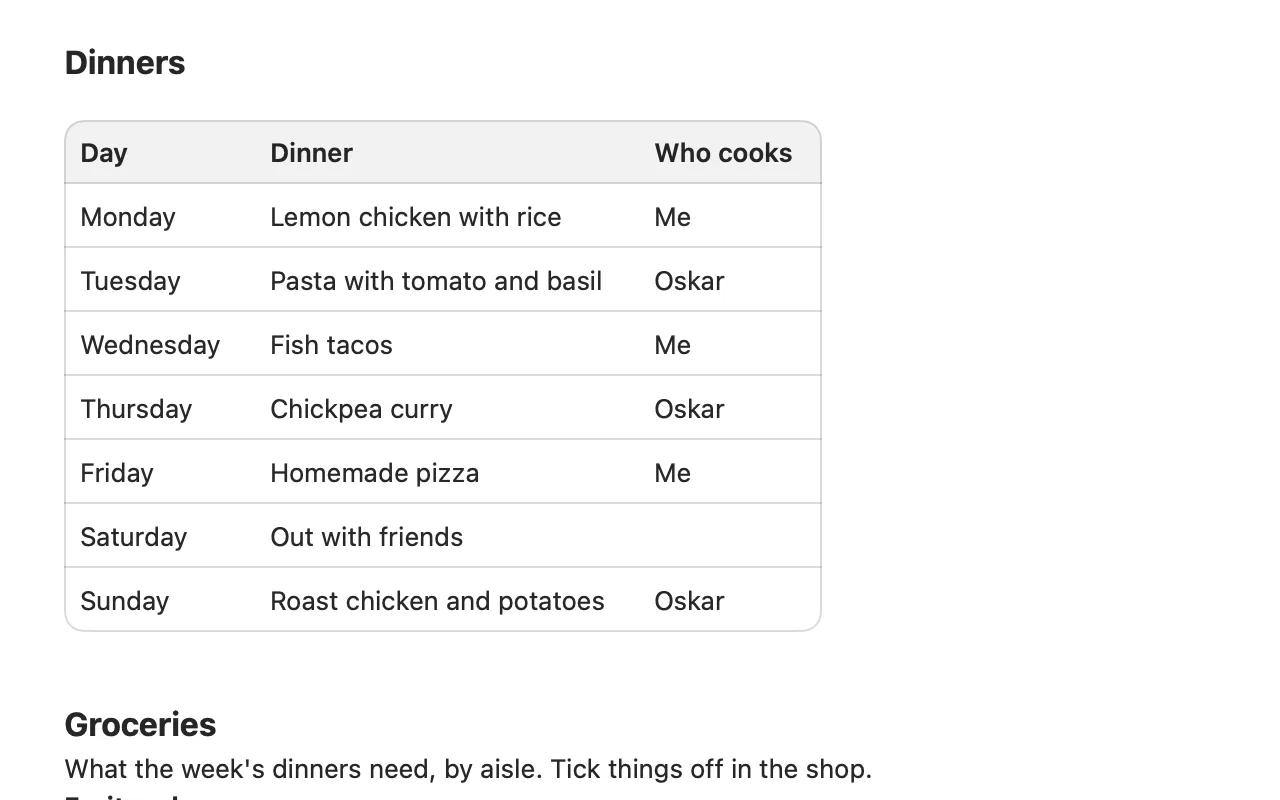 Dinners
Day Dinner Who cooks
Monday Lemon chicken with rice Me
Tuesday Pasta with tomato and basil Oskar
Wednesday Fish tacos Me
Thursday Chickpea curry Oskar
Friday Homemade pizza Me
Saturday Out with friends
Sunday Roast chicken and potatoes Oskar
Groceries
What the week's dinners need, by aisle. Tick things off in the shop.